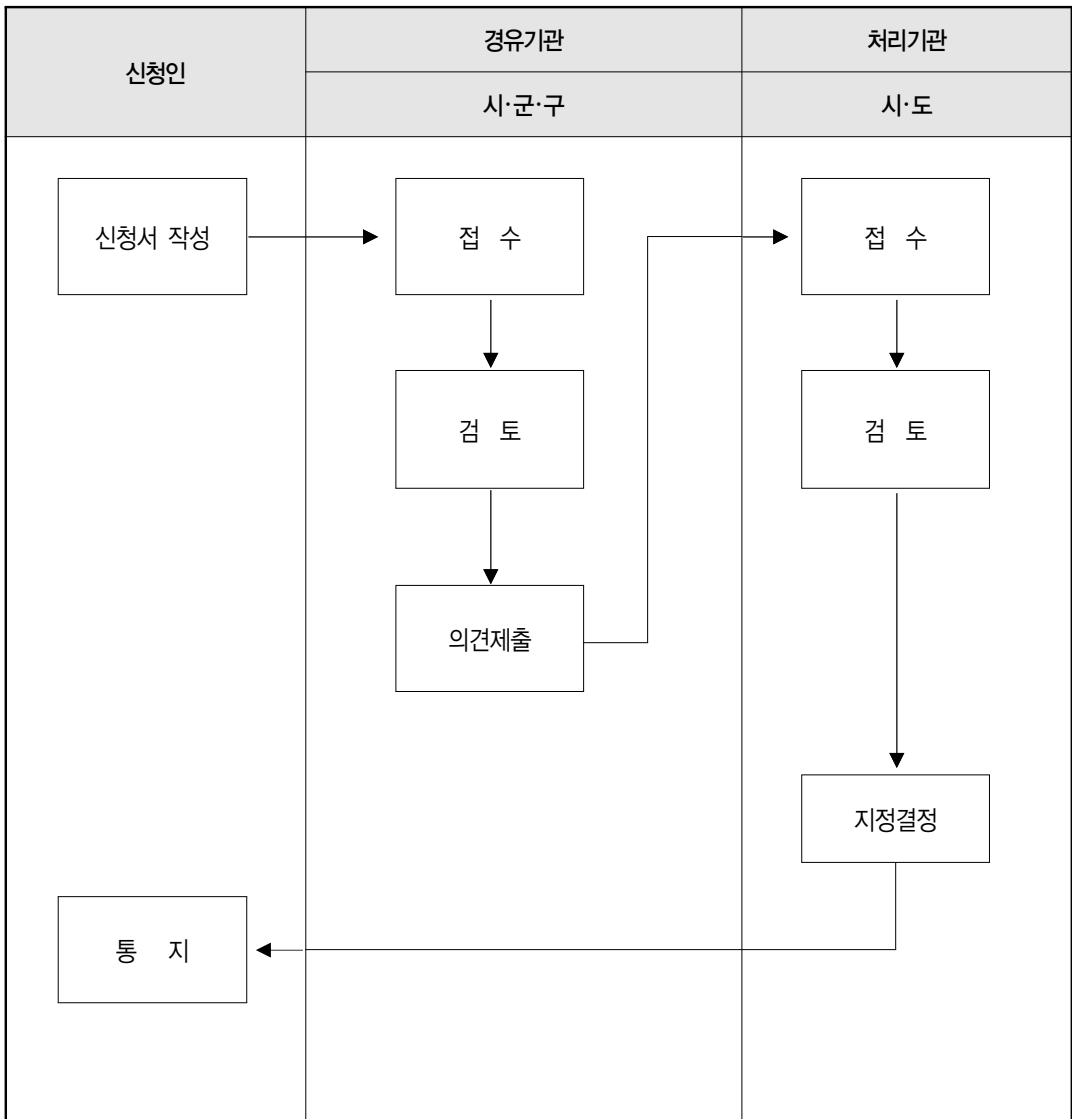 신청인
경유기관
처리기관
시·군·구
시·도
신청서 작성
접 수
접 수
검 토
검 토
의견제출
지정결정
통 지